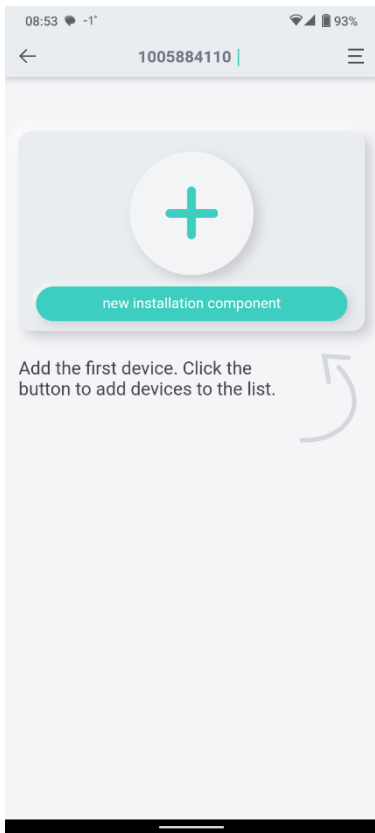 08:53 -1° 93%
1005884110
new installation component
Add the first device. Click the
button to add devices to the list.